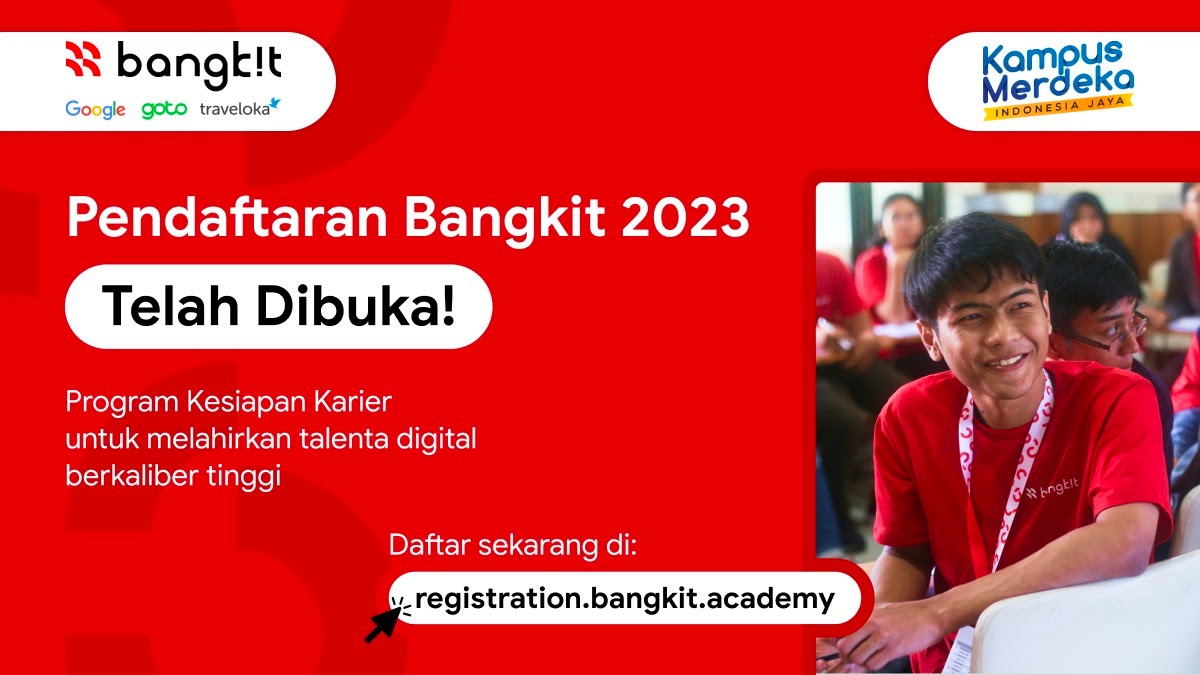 bangk!t
Google goto traveloka
Kampus
Merdeka
INDONESIA JAYA
Pendaftaran Bangkit 2023
Telah Dibuka!
Program Kesiapan Karier
untuk melahirkan talenta digital
berkaliber tinggi
Daftar sekarang di:
registration.bangkit.academy
bangk!t